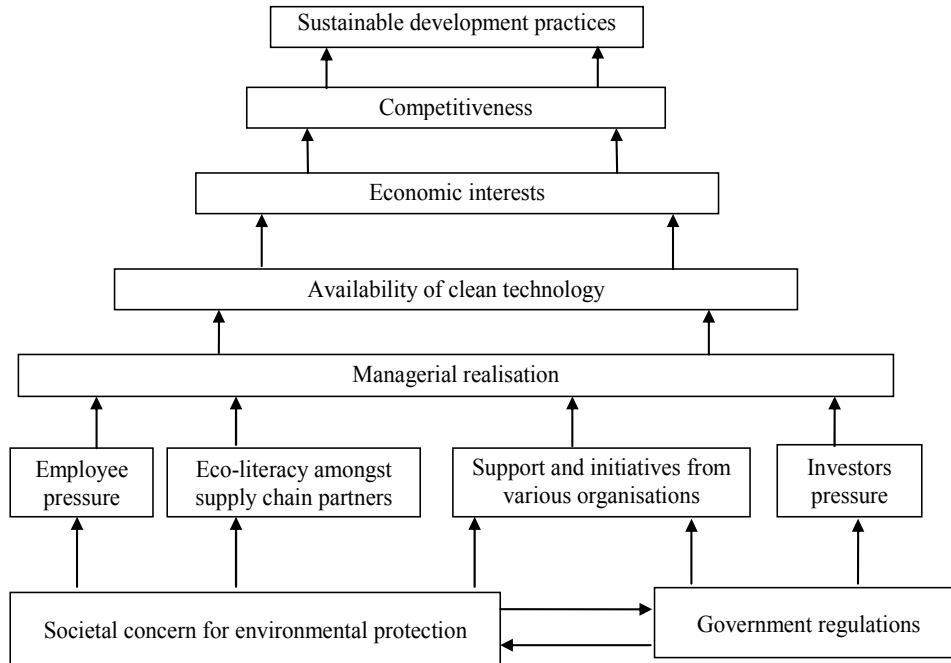 Sustainable development practices
Competitiveness
Economic interests
Availability of clean technology
Managerial realisation
Employee
pressure
Eco-literacy amongst
supply chain partners
Support and initiatives from
various organisations
Investors
pressure
Societal concern for environmental protection
Government regulations